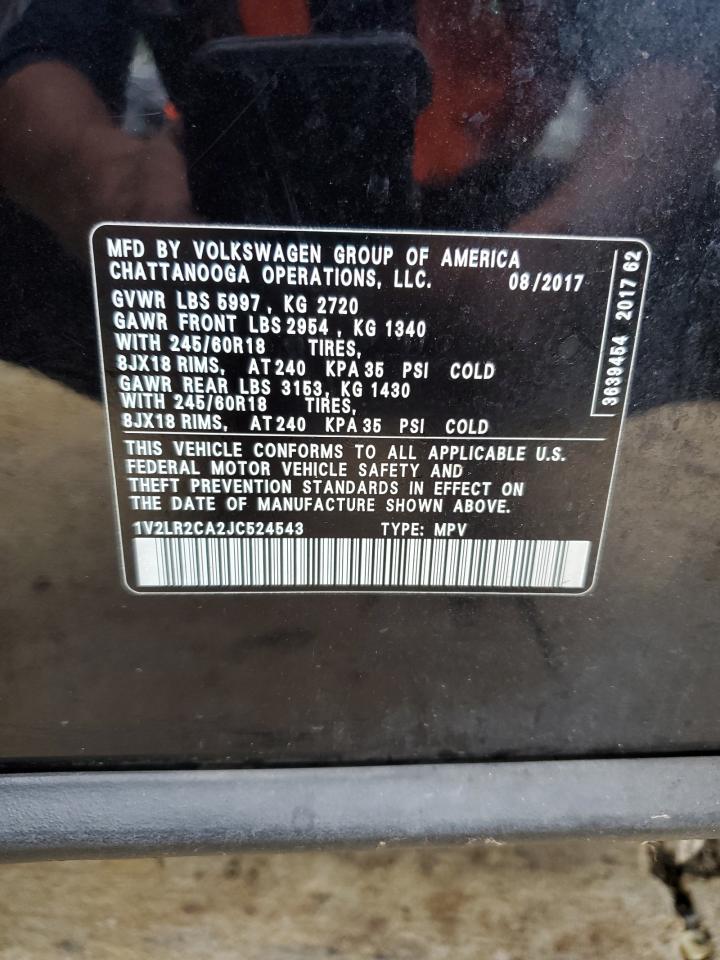 MFD BY VOLKSWAGEN GROUP OF AMERICA
CHATTANOOGA OPERATIONS, LLC. 08/2017
GVWR LBS 5997, KG 2720
GAWR FRONT LBS 2954, KG 1340
WITH 245/60R18 TIRES,
8JX18 RIMS, AT 240 KPA 35 PSI COLD
GAWR REAR LBS 3153, KG 1430
WITH 245/60R18 TIRES,
8JX18 RIMS, AT 240 KPA 35 PSI COLD
THIS VEHICLE CONFORMS TO ALL APPLICABLE U.S.
FEDERAL MOTOR VEHICLE SAFETY AND
THEFT PREVENTION STANDARDS IN EFFECT ON
THE DATE OF MANUFACTURE SHOWN ABOVE.
1V2LR2CA2JC524543 TYPE: MPV
3639454 2017 62